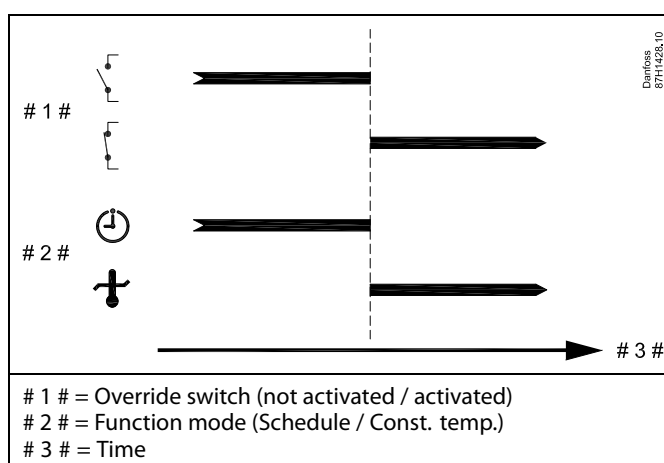 Danfoss
87H1428.10
# 1 #
# 2 #
# 3 #
# 1 # = Override switch (not activated / activated)
# 2 # = Function mode (Schedule / Const. temp.)
# 3 # = Time